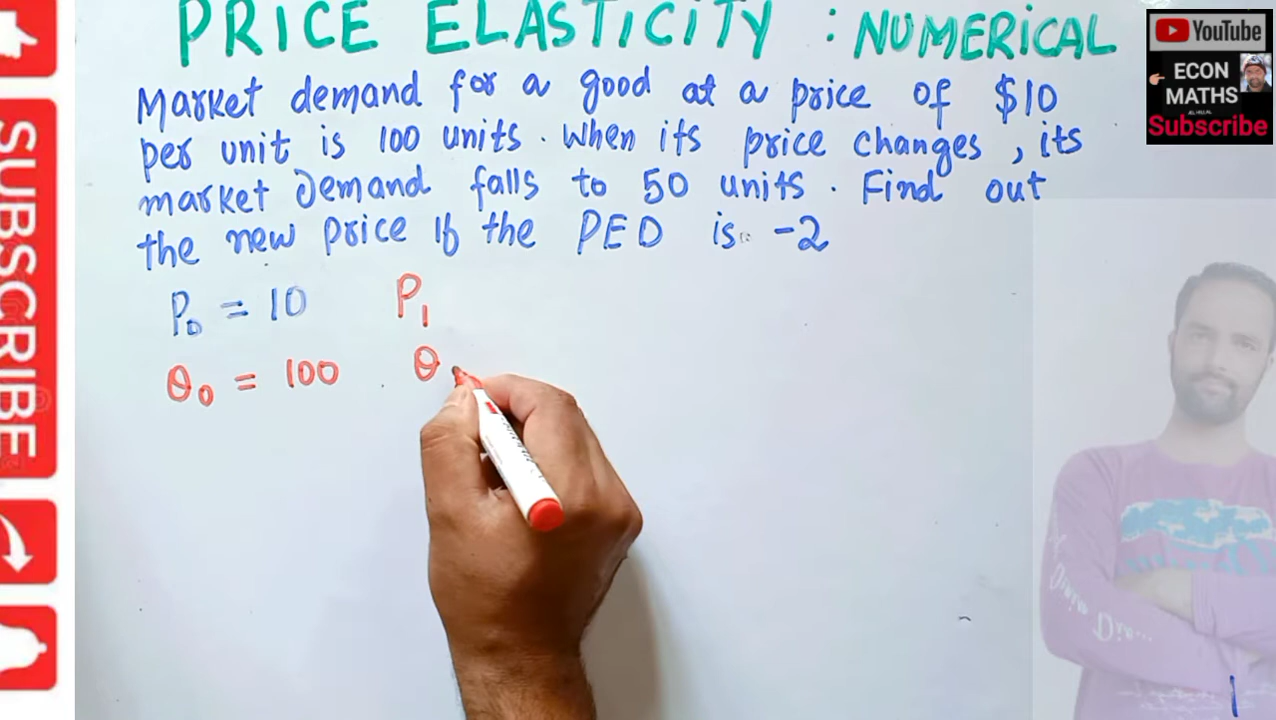 PRICE ELASTICITY : NUMERICAL
Market demand for a good at a price of $10
per unit is 100 units. When its price changes, its
market demand falls to 50 units. Find out
the new price if the PED is -2
P0 = 10 P1
Q0 = 100 Q
YouTube
ECON
MATHS
Subscribe
SUBSCRIBE